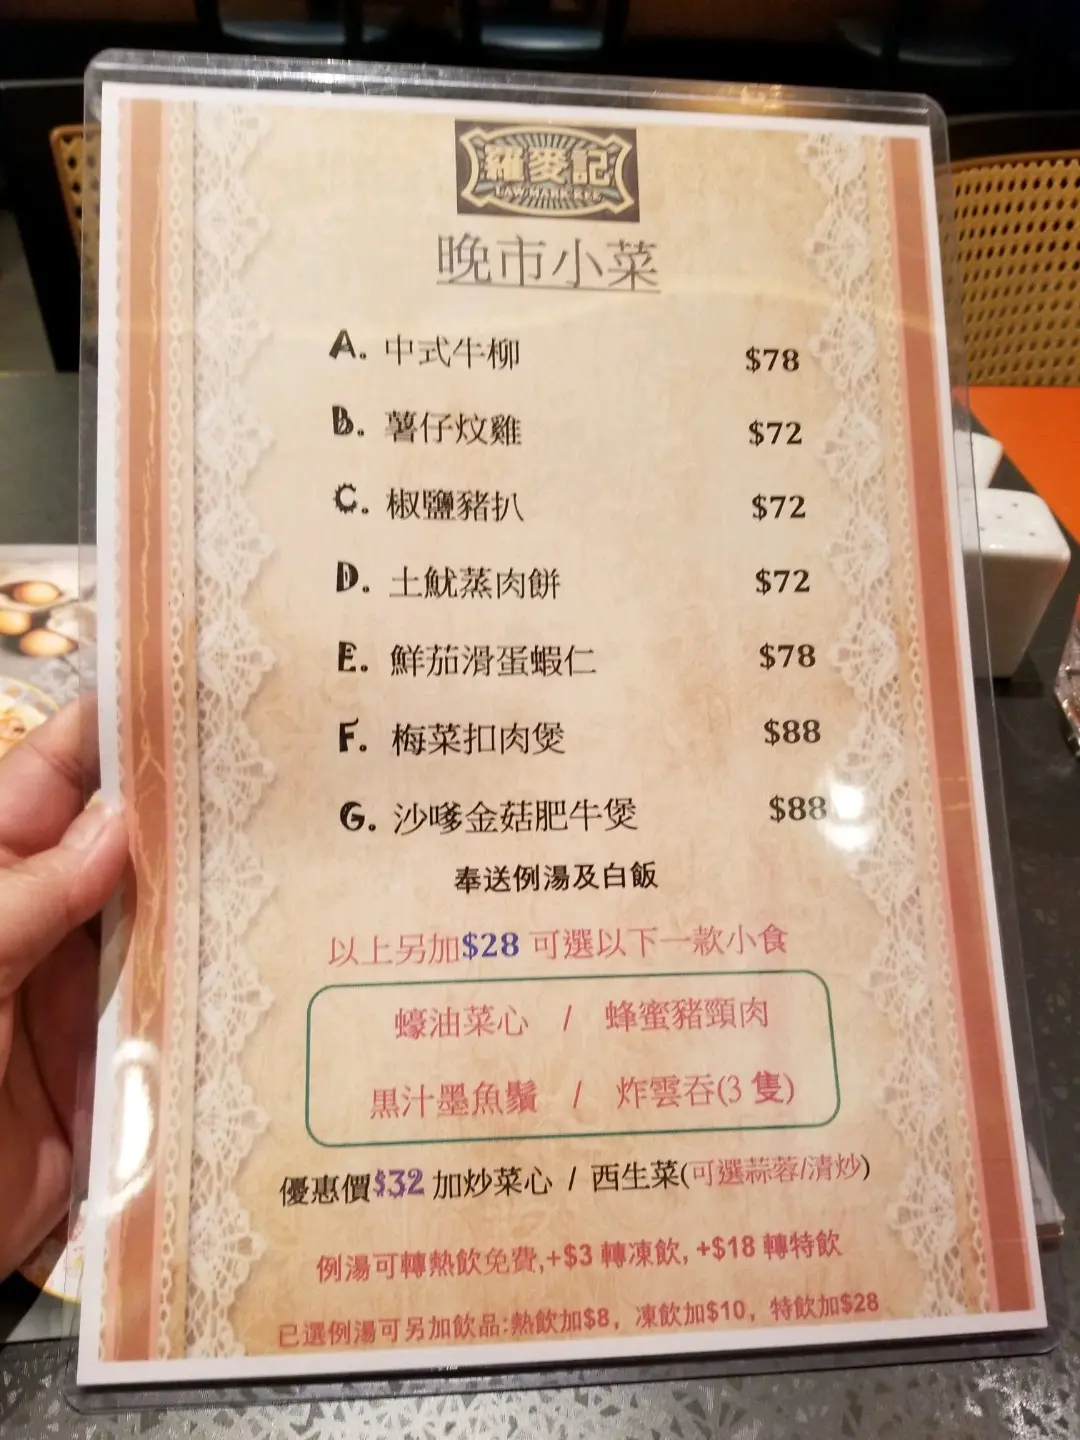 羅麥記
LAW MARK KEE
晚市小菜
A. 中式牛柳 $78
B. 薯仔炆雞 $72
C. 椒鹽豬扒 $72
D. 土魷蒸肉餅 $72
E. 鮮茄滑蛋蝦仁 $78
F. 梅菜扣肉煲 $88
G. 沙嗲金菇肥牛煲 $88
奉送例湯及白飯
以上另加$28 可選以下一款小食
蠔油菜心 / 蜂蜜豬頸肉
黑汁墨魚鬚 / 炸雲吞(3 隻)
優惠價$32 加炒菜心 / 西生菜(可選蒜蓉/清炒)
例湯可轉熱飲免費,+$3 轉凍飲, +$18 轉特飲
已選例湯可另加飲品:熱飲加$8，凍飲加$10，特飲加$28